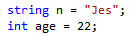 string n = "Jes";
int age = 22;